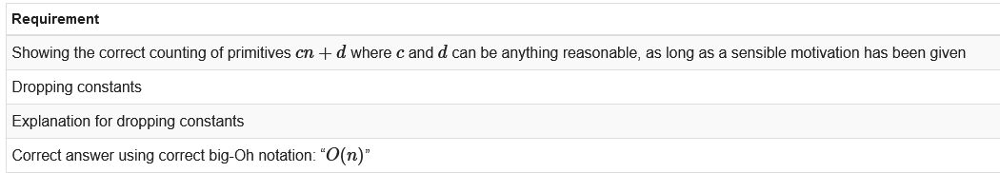 Requirement
Showing the correct counting of primitives cn + d where c and d can be anything reasonable, as long as a sensible motivation has been given
Dropping constants
Explanation for dropping constants
Correct answer using correct big-Oh notation: “O(n)”